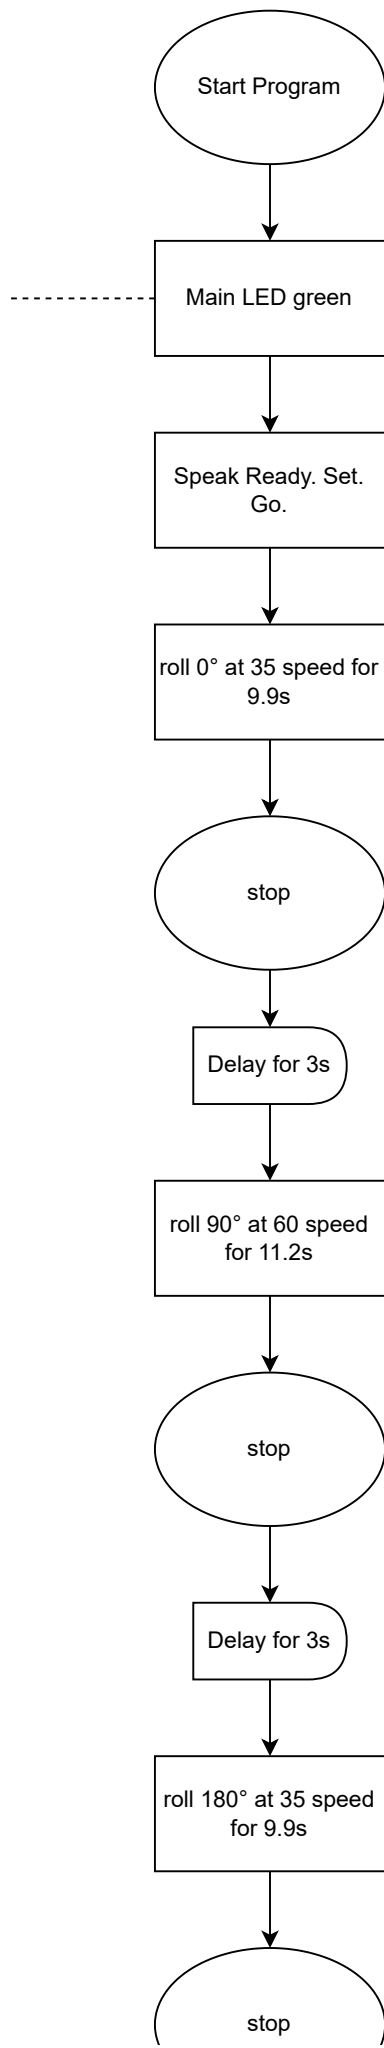 Start Program
Main LED green
Speak Ready. Set.
Go.
roll 0° at 35 speed for
9.9s
stop
Delay for 3s
roll 90° at 60 speed
for 11.2s
stop
Delay for 3s
roll 180° at 35 speed
for 9.9s
stop